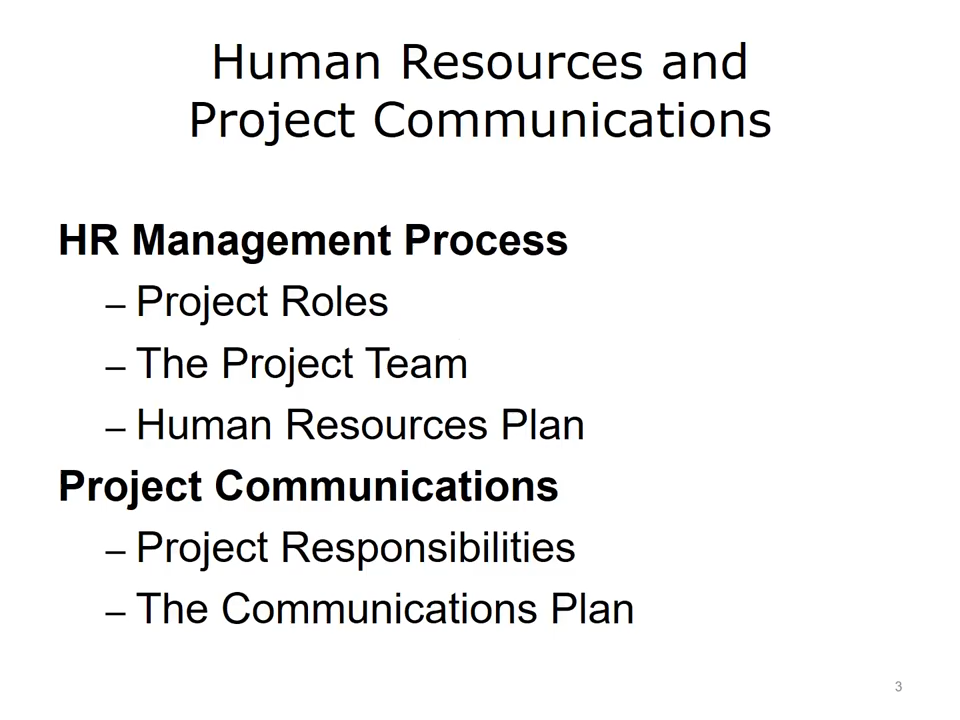 Human Resources and
Project Communications
HR Management Process
– Project Roles
– The Project Team
– Human Resources Plan
Project Communications
– Project Responsibilities
– The Communications Plan
3